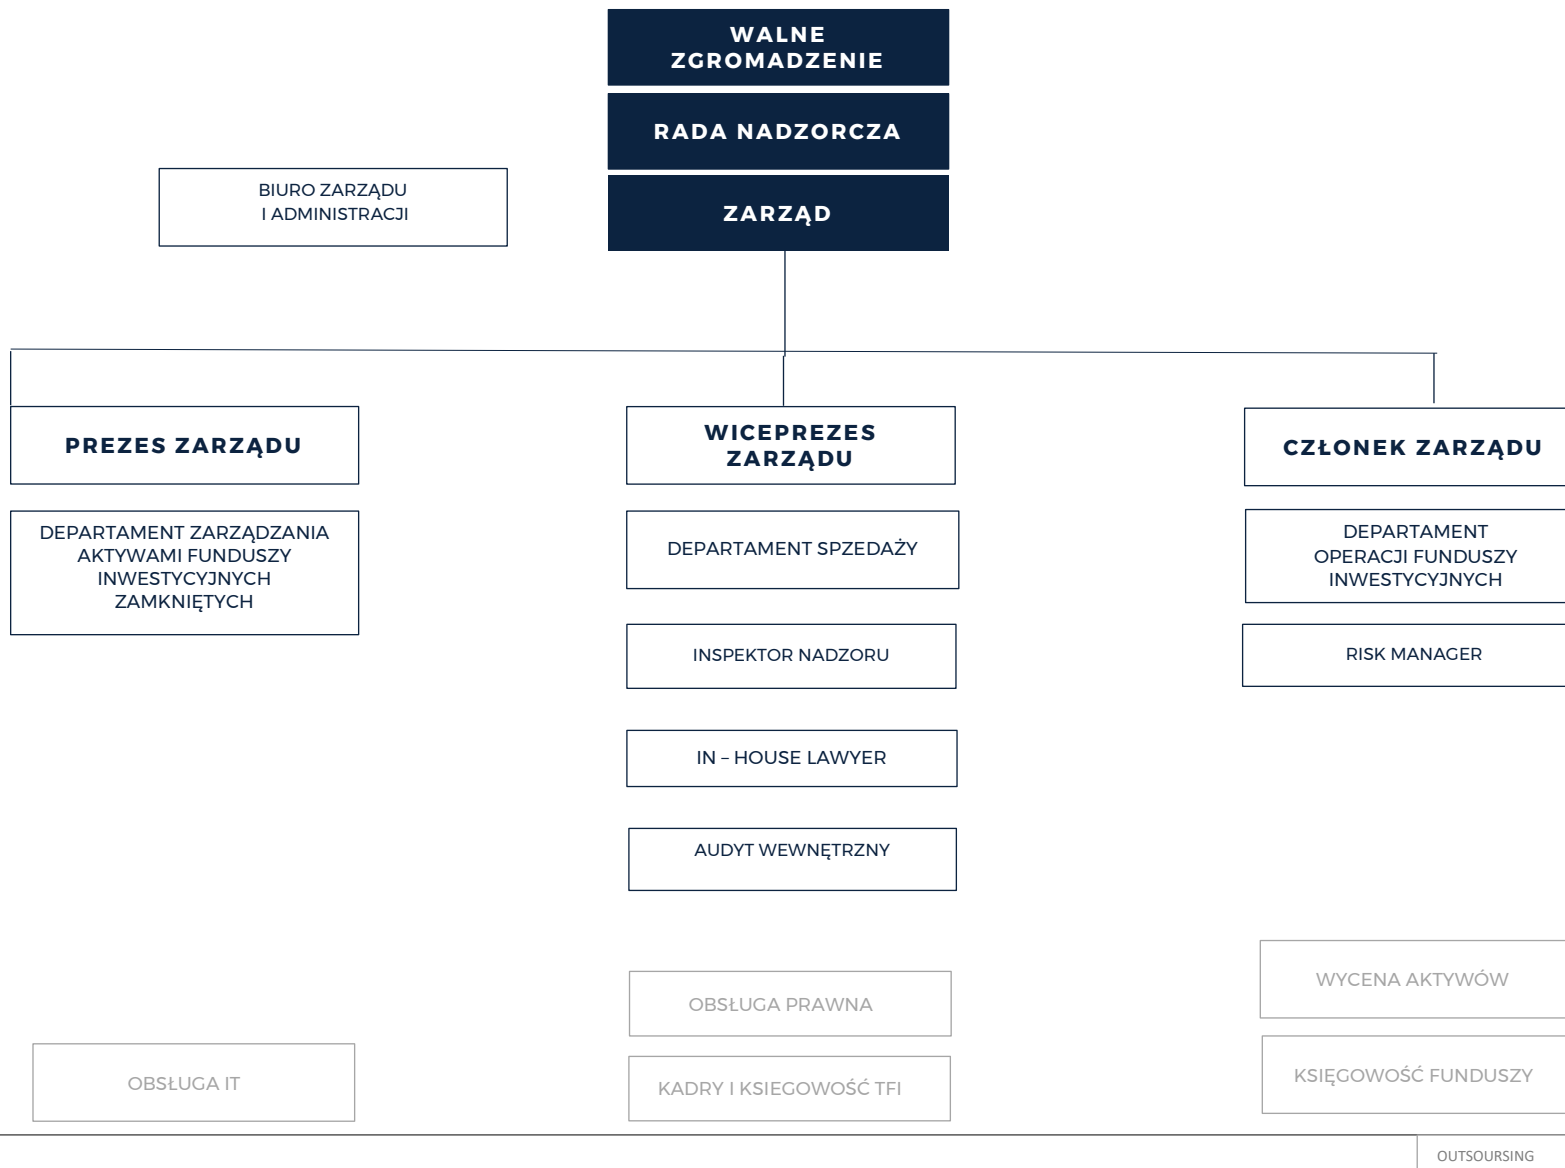 WALNE
ZGROMADZENIE
RADA NADZORCZA
BIURO ZARZĄDU
I ADMINISTRACJI
ZARZĄD
PREZES ZARZĄDU
WICEPREZES
ZARZĄDU
CZŁONEK ZARZĄDU
DEPARTAMENT ZARZĄDZANIA
AKTYWAMI FUNDUSZY
INWESTYCYJNYCH
ZAMKNIĘTYCH
DEPARTAMENT SPZEDAŻY
DEPARTAMENT
OPERACJI FUNDUSZY
INWESTYCYJNYCH
INSPEKTOR NADZORU
RISK MANAGER
IN – HOUSE LAWYER
AUDYT WEWNĘTRZNY
WYCENA AKTYWÓW
OBSŁUGA PRAWNA
OBSŁUGA IT
KADRY I KSIEGOWOŚĆ TFI
KSIĘGOWOŚĆ FUNDUSZY
OUTSOURSING